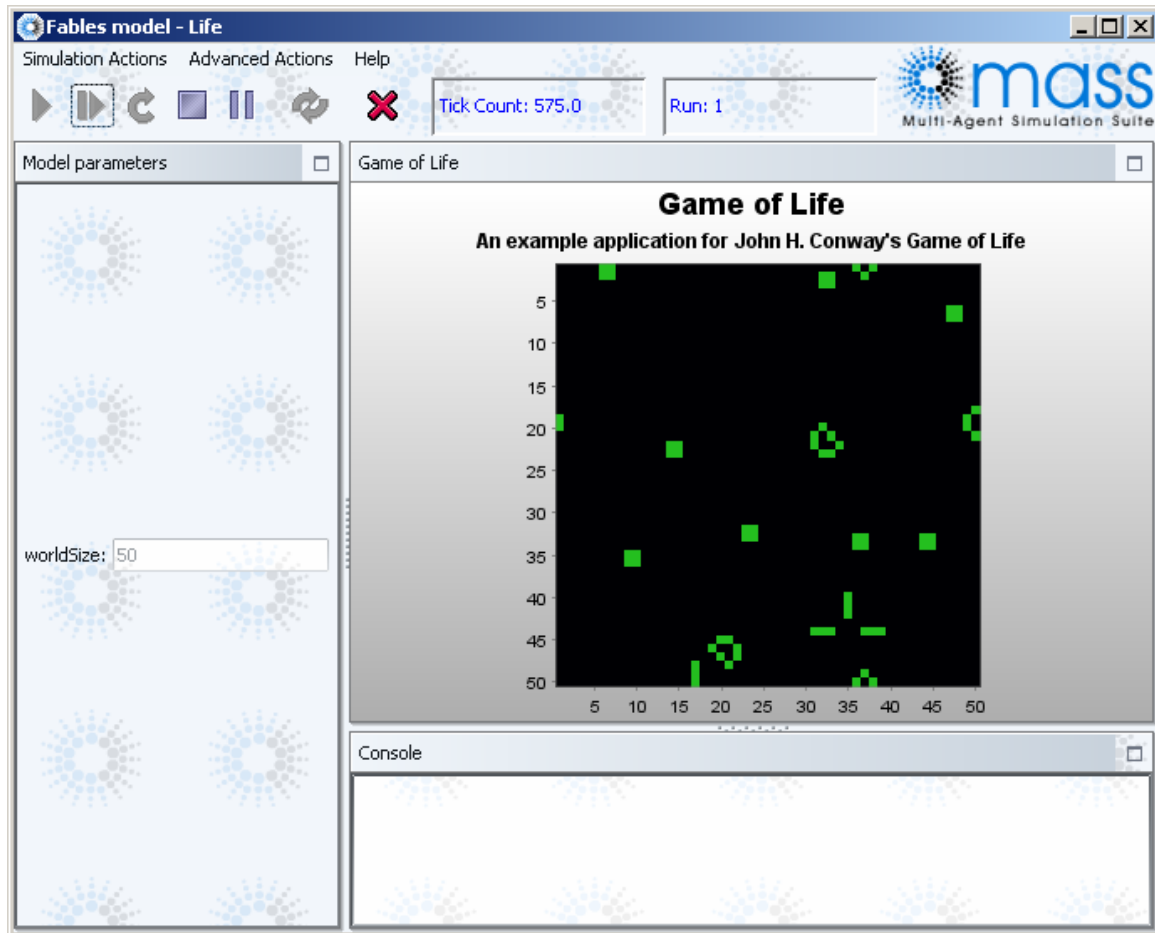 Fables model - Life
Simulation Actions Advanced Actions Help
Tick Count: 575.0 Run: 1
mass
Multi-Agent Simulation Suite
Model parameters
worldSize: 50
Game of Life
Game of Life
An example application for John H. Conway's Game of Life
5
10
15
20
25
30
35
40
45
50
5 10 15 20 25 30 35 40 45 50
Console